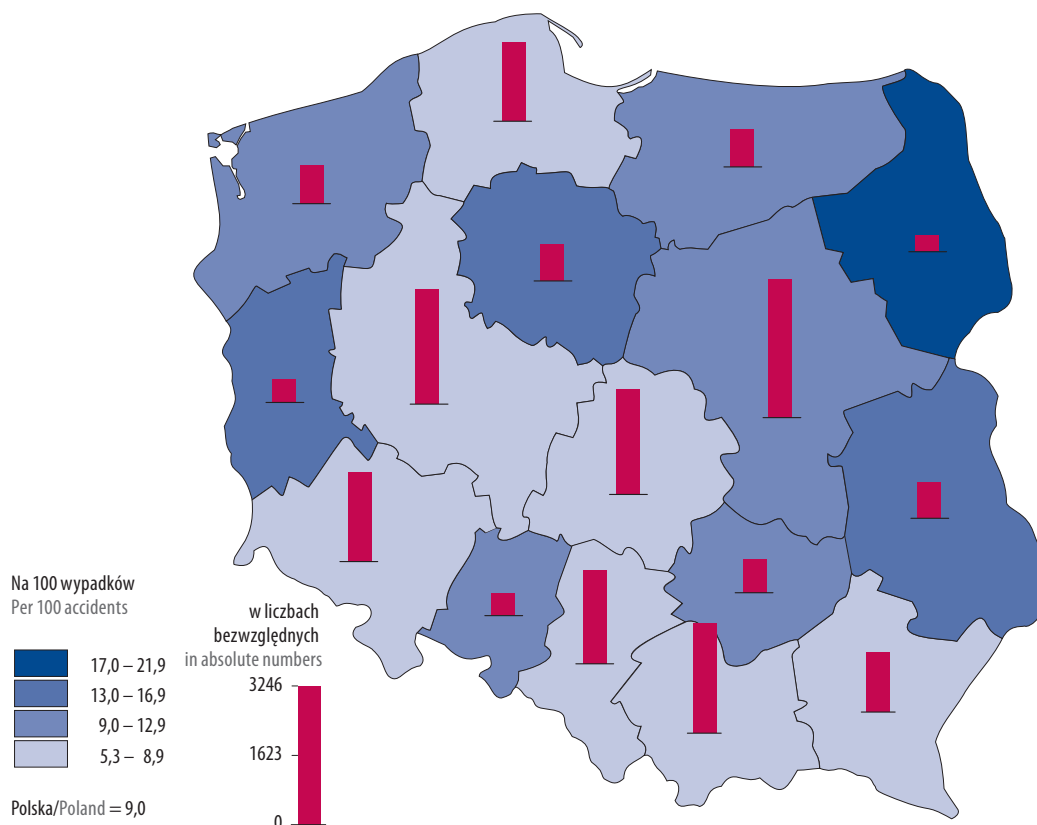 Na 100 wypadków
Per 100 accidents
17,0 – 21,9
13,0 – 16,9
9,0 – 12,9
5,3 – 8,9
Polska/Poland = 9,0
w liczbach
bezwzględnych
in absolute numbers
3246
1623
0